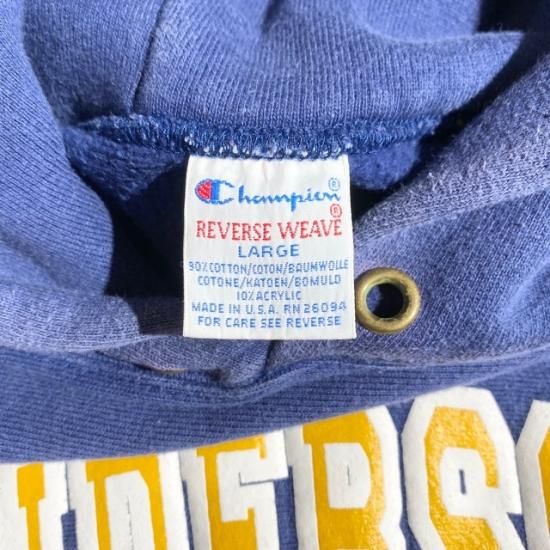 Champion®
REVERSE WEAVE®
LARGE
90% COTTON/COTON/BAUMWOLLE
COTONE/KATOEN/BOMULD
10% ACRYLIC
MADE IN U.S.A. RN 26094
FOR CARE SEE REVERSE